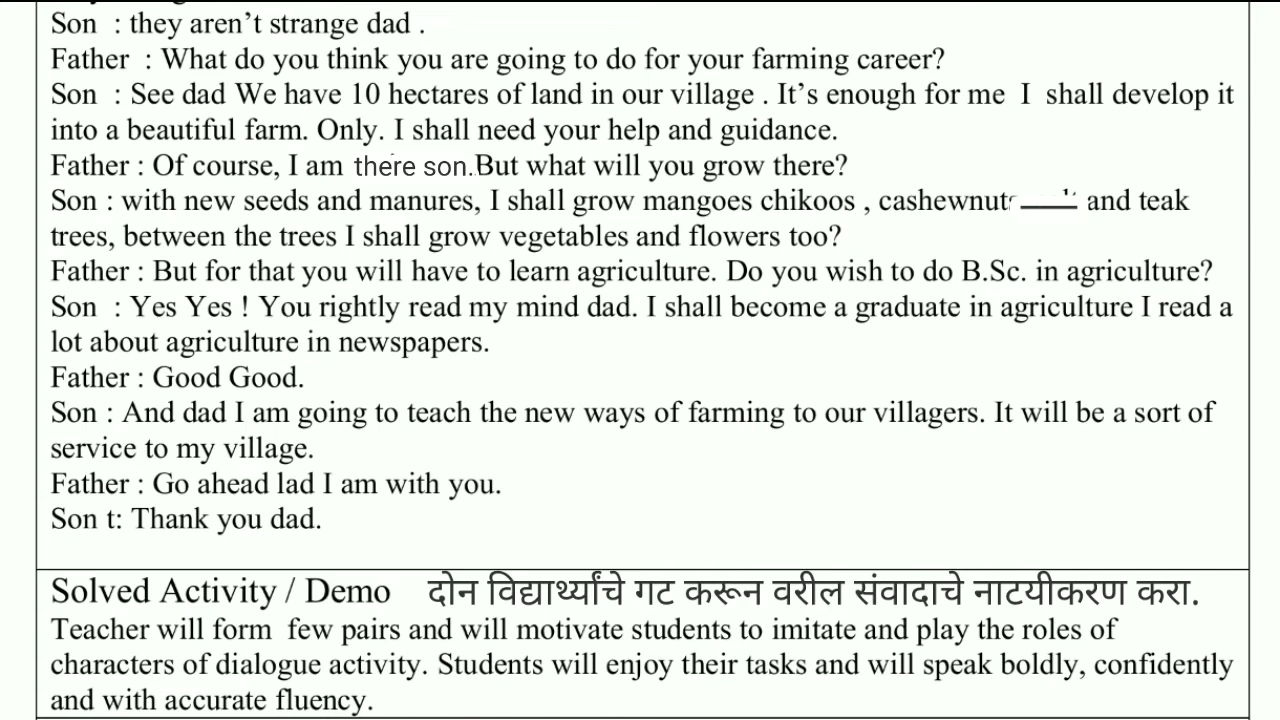 Son : they aren't strange dad .
Father : What do you think you are going to do for your farming career?
Son : See dad We have 10 hectares of land in our village . It's enough for me I shall develop it
into a beautiful farm. Only. I shall need your help and guidance.
Father : Of course, I am there son.But what will you grow there?
Son : with new seeds and manures, I shall grow mangoes chikoos , cashewnuts and teak
trees, between the trees I shall grow vegetables and flowers too?
Father : But for that you will have to learn agriculture. Do you wish to do B.Sc. in agriculture?
Son : Yes Yes ! You rightly read my mind dad. I shall become a graduate in agriculture I read a
lot about agriculture in newspapers.
Father : Good Good.
Son : And dad I am going to teach the new ways of farming to our villagers. It will be a sort of
service to my village.
Father : Go ahead lad I am with you.
Son t: Thank you dad.
Solved Activity / Demo दोन विद्यार्थ्यांचे गट करून वरील संवादाचे नाटयीकरण करा.
Teacher will form few pairs and will motivate students to imitate and play the roles of
characters of dialogue activity. Students will enjoy their tasks and will speak boldly, confidently
and with accurate fluency.